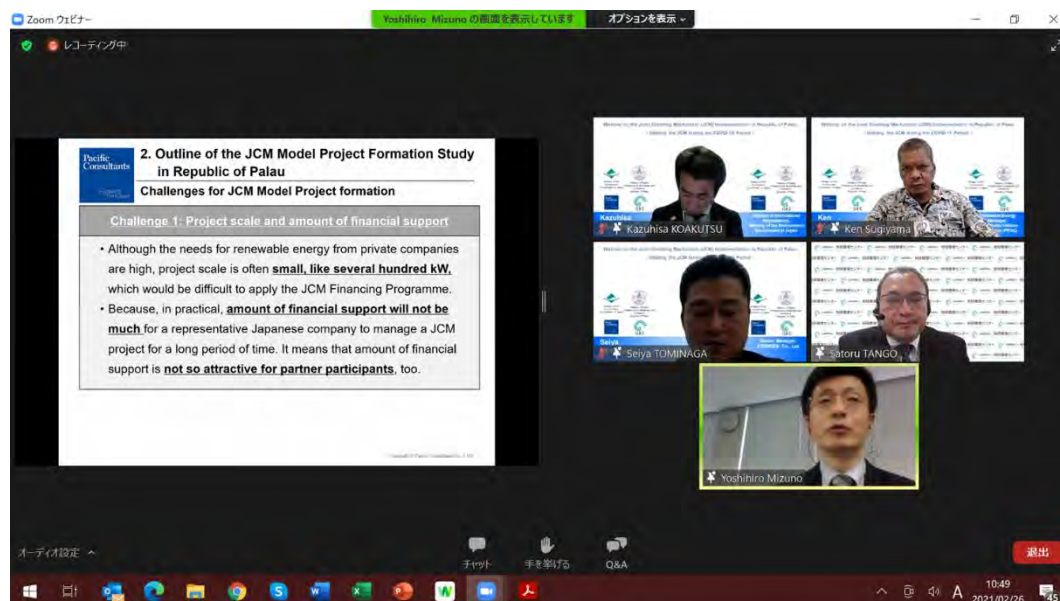 Zoom ウェビナー
Yoshihiro Mizuno の画面を表示しています
オプションを表示
レコーディング中
Pacific
Consultants
2. Outline of the JCM Model Project Formation Study
in Republic of Palau
Challenges for JCM Model Project formation
Challenge 1: Project scale and amount of financial support
• Although the needs for renewable energy from private companies
are high, project scale is often small, like several hundred kW,
which would be difficult to apply the JCM Financing Programme.
• Because, in practical, amount of financial support will not be
much for a representative Japanese company to manage a JCM
project for a long period of time. It means that amount of financial
support is not so attractive for partner participants, too.
Kazuhisa
Kazuhisa KOAKUTSU
Ken
Ken Sugiyama
Seiya
Seiya TOMINAGA
Satoru TANGO
Yoshihiro Mizuno
オーディオ設定
チャット
手を挙げる
Q&A
退出
A
10:49
2021/02/26
45